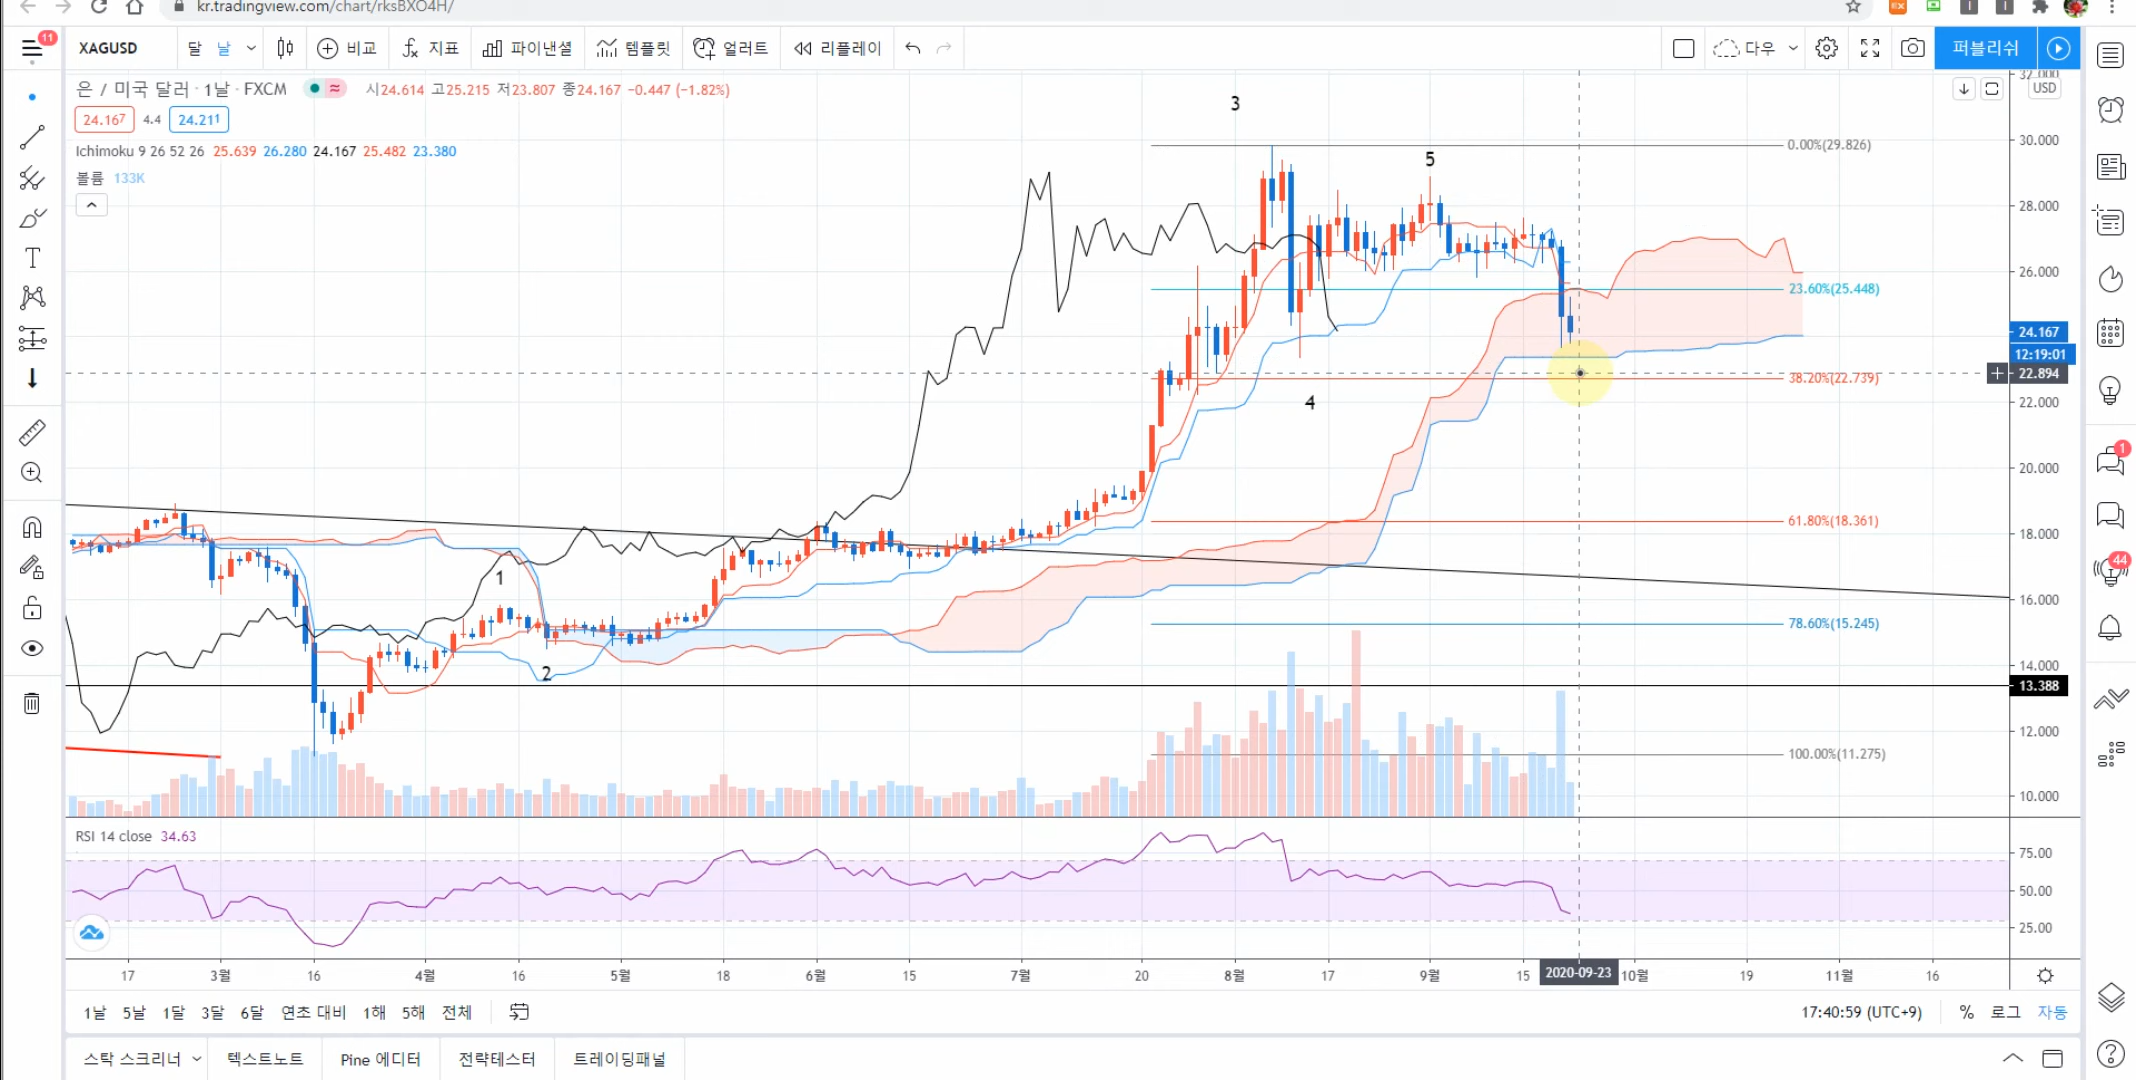 kr.tradingview.com/chart/rksBXO4H/
11
XAGUSD 달 날 비교 지표 파이낸셜 템플릿 얼러트 리플레이 다우 퍼블리쉬
은 / 미국 달러 · 1날 · FXCM 시24.614 고25.215 저23.807 종24.167 −0.447 (−1.82%)
24.167 4.4 24.211
Ichimoku 9 26 52 26 25.639 26.280 24.167 25.482 23.380
볼륨 133K
USD
32.000
30.000
28.000
26.000
24.167
12:19:01
22.894
22.000
20.000
18.000
16.000
14.000
13.388
12.000
10.000
0.00%(29.826)
23.60%(25.448)
38.20%(22.739)
61.80%(18.361)
78.60%(15.245)
100.00%(11.275)
1
2
3
4
5
RSI 14 close 34.63
75.00
50.00
25.00
17 3월 16 4월 16 5월 18 6월 15 7월 20 8월 17 9월 15 2020-09-23 10월 19 11월 16
1날 5날 1달 3달 6달 연초 대비 1해 5해 전체 17:40:59 (UTC+9) % 로그 자동
스탁 스크리너 텍스트노트 Pine 에디터 전략테스터 트레이딩패널
1
44